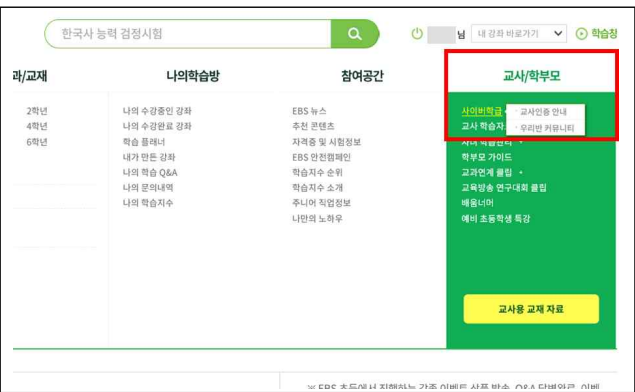 한국사 능력 검정시험
님
내 강좌 바로가기
학습창
과/교재
나의학습방
참여공간
교사/학부모
2학년
4학년
6학년
나의 수강중인 강좌
나의 수강완료 강좌
학습 플래너
내가 만든 강좌
나의 학습 Q&A
나의 문의내역
나의 학습지수
EBS 뉴스
추천 콘텐츠
자격증 및 시험정보
EBS 안전캠페인
학습지수 순위
학습지수 소개
주니어 직업정보
나만의 노하우
사이버학급
· 교사인증 안내
· 우리반 커뮤니티
교사 학습자
자녀 학습관리
학부모 가이드
교과연계 클립
교육방송 연구대회 클립
배움너머
예비 초등학생 특강
교사용 교재 자료
※ EBS 초등에서 진행하는 각종 이벤트 상품 발송, Q&A 답변완료, 이벤